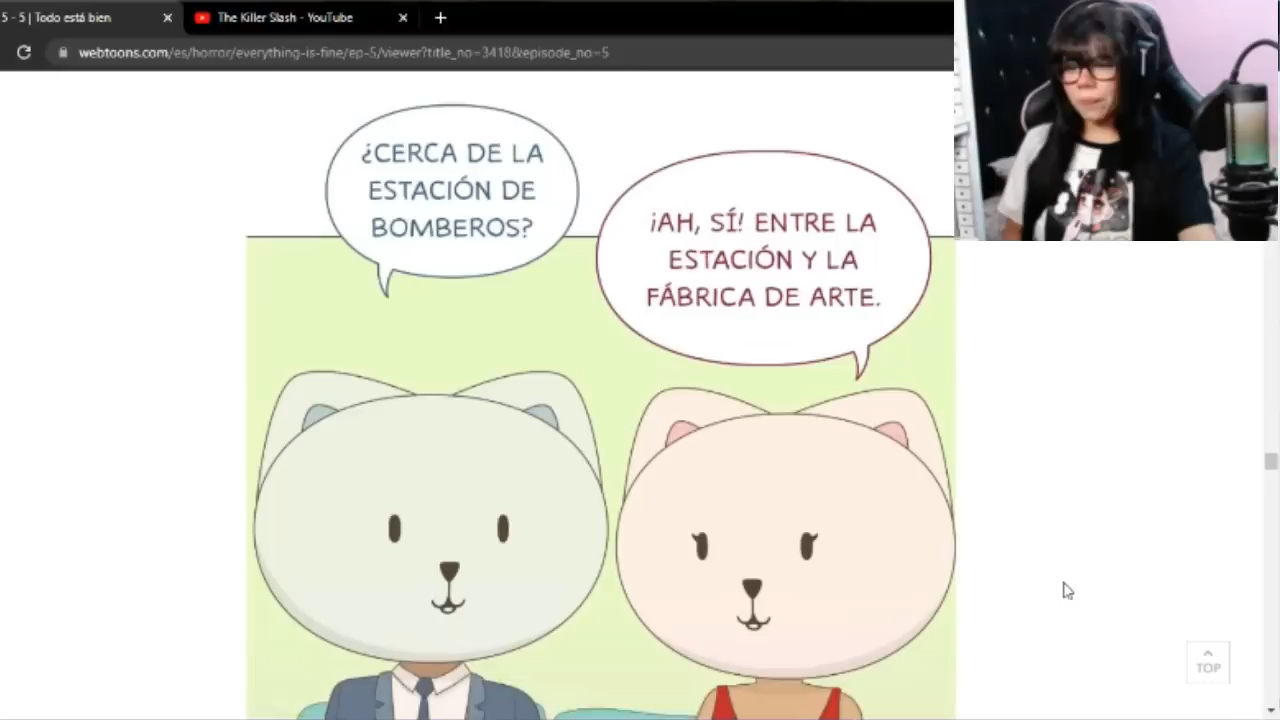 5 - 5 | Todo está bien
The Killer Slash - YouTube
webtoons.com/es/horror/everything-is-fine/ep-5/viewer?title_no=3418&episode_no=5
¿CERCA DE LA
ESTACIÓN DE
BOMBEROS?
¡AH, SÍ! ENTRE LA
ESTACIÓN Y LA
FÁBRICA DE ARTE.
TOP